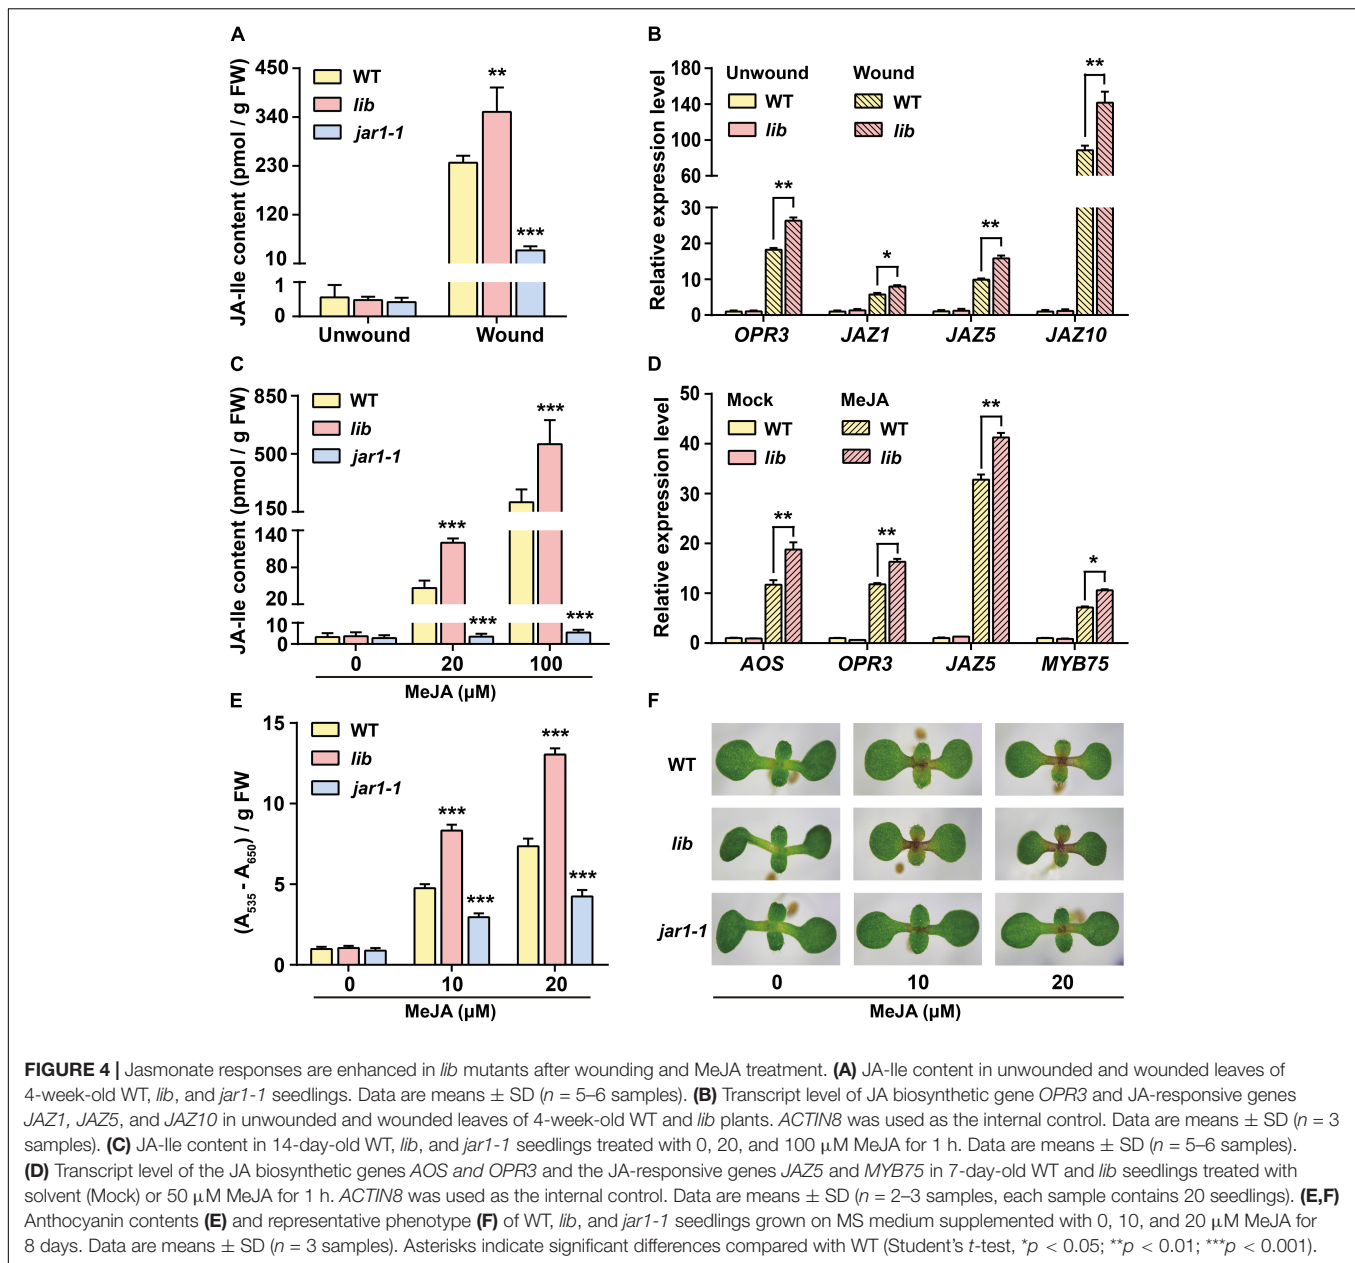 A
JA-Ile content (pmol / g FW)
450
340
230
120
10
1
0
WT
lib
jar1-1
**
***
Unwound
Wound
B
Relative expression level
180
140
100
60
30
20
10
0
Unwound Wound
WT WT
lib lib
**
*
**
**
OPR3 JAZ1 JAZ5 JAZ10
C
JA-Ile content (pmol / g FW)
850
500
150
140
80
20
10
0
WT
lib
jar1-1
***
***
***
***
0 20 100
MeJA (µM)
D
Relative expression level
50
40
30
20
10
0
Mock MeJA
WT WT
lib lib
**
**
**
*
AOS OPR3 JAZ5 MYB75
E
(A535 - A650) / g FW
15
10
5
0
WT
lib
jar1-1
***
***
***
***
0 10 20
MeJA (µM)
F
WT
lib
jar1-1
0 10 20
MeJA (µM)
FIGURE 4 | Jasmonate responses are enhanced in lib mutants after wounding and MeJA treatment. (A) JA-Ile content in unwounded and wounded leaves of
4-week-old WT, lib, and jar1-1 seedlings. Data are means ± SD (n = 5–6 samples). (B) Transcript level of JA biosynthetic gene OPR3 and JA-responsive genes
JAZ1, JAZ5, and JAZ10 in unwounded and wounded leaves of 4-week-old WT and lib plants. ACTIN8 was used as the internal control. Data are means ± SD (n = 3
samples). (C) JA-Ile content in 14-day-old WT, lib, and jar1-1 seedlings treated with 0, 20, and 100 µM MeJA for 1 h. Data are means ± SD (n = 5–6 samples).
(D) Transcript level of the JA biosynthetic genes AOS and OPR3 and the JA-responsive genes JAZ5 and MYB75 in 7-day-old WT and lib seedlings treated with
solvent (Mock) or 50 µM MeJA for 1 h. ACTIN8 was used as the internal control. Data are means ± SD (n = 2–3 samples, each sample contains 20 seedlings). (E,F)
Anthocyanin contents (E) and representative phenotype (F) of WT, lib, and jar1-1 seedlings grown on MS medium supplemented with 0, 10, and 20 µM MeJA for
8 days. Data are means ± SD (n = 3 samples). Asterisks indicate significant differences compared with WT (Student's t-test, *p < 0.05; **p < 0.01; ***p < 0.001).